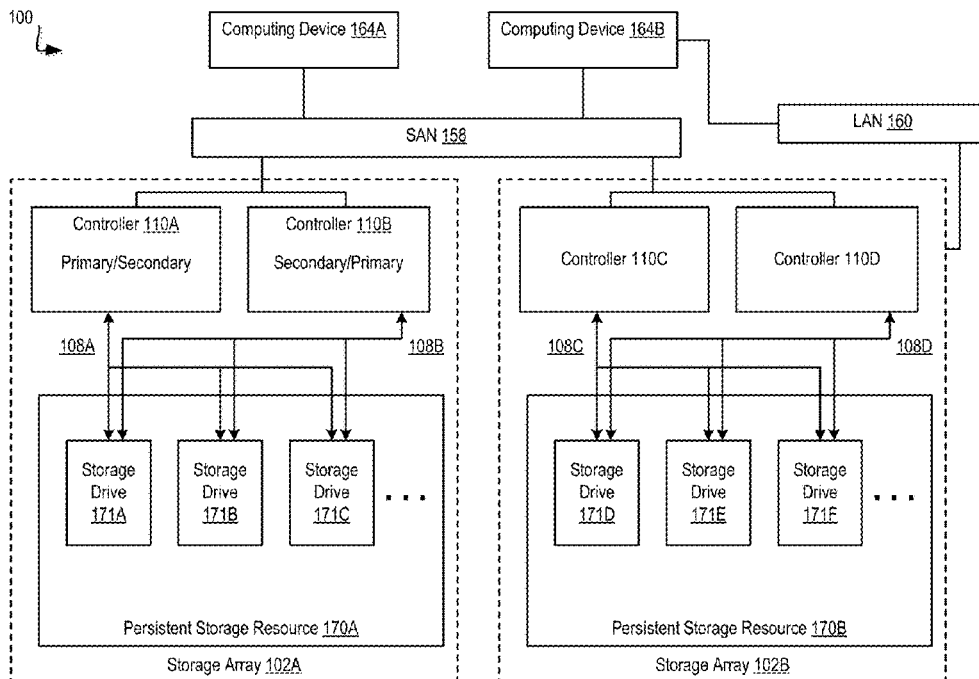 100
Computing Device 164A
Computing Device 164B
LAN 160
SAN 158
Controller 110A
Primary/Secondary
Controller 110B
Secondary/Primary
Controller 110C
Controller 110D
108A
108B
108C
108D
Storage
Drive
171A
Storage
Drive
171B
Storage
Drive
171C
. . .
Storage
Drive
171D
Storage
Drive
171E
Storage
Drive
171F
. . .
Persistent Storage Resource 170A
Persistent Storage Resource 170B
Storage Array 102A
Storage Array 102B